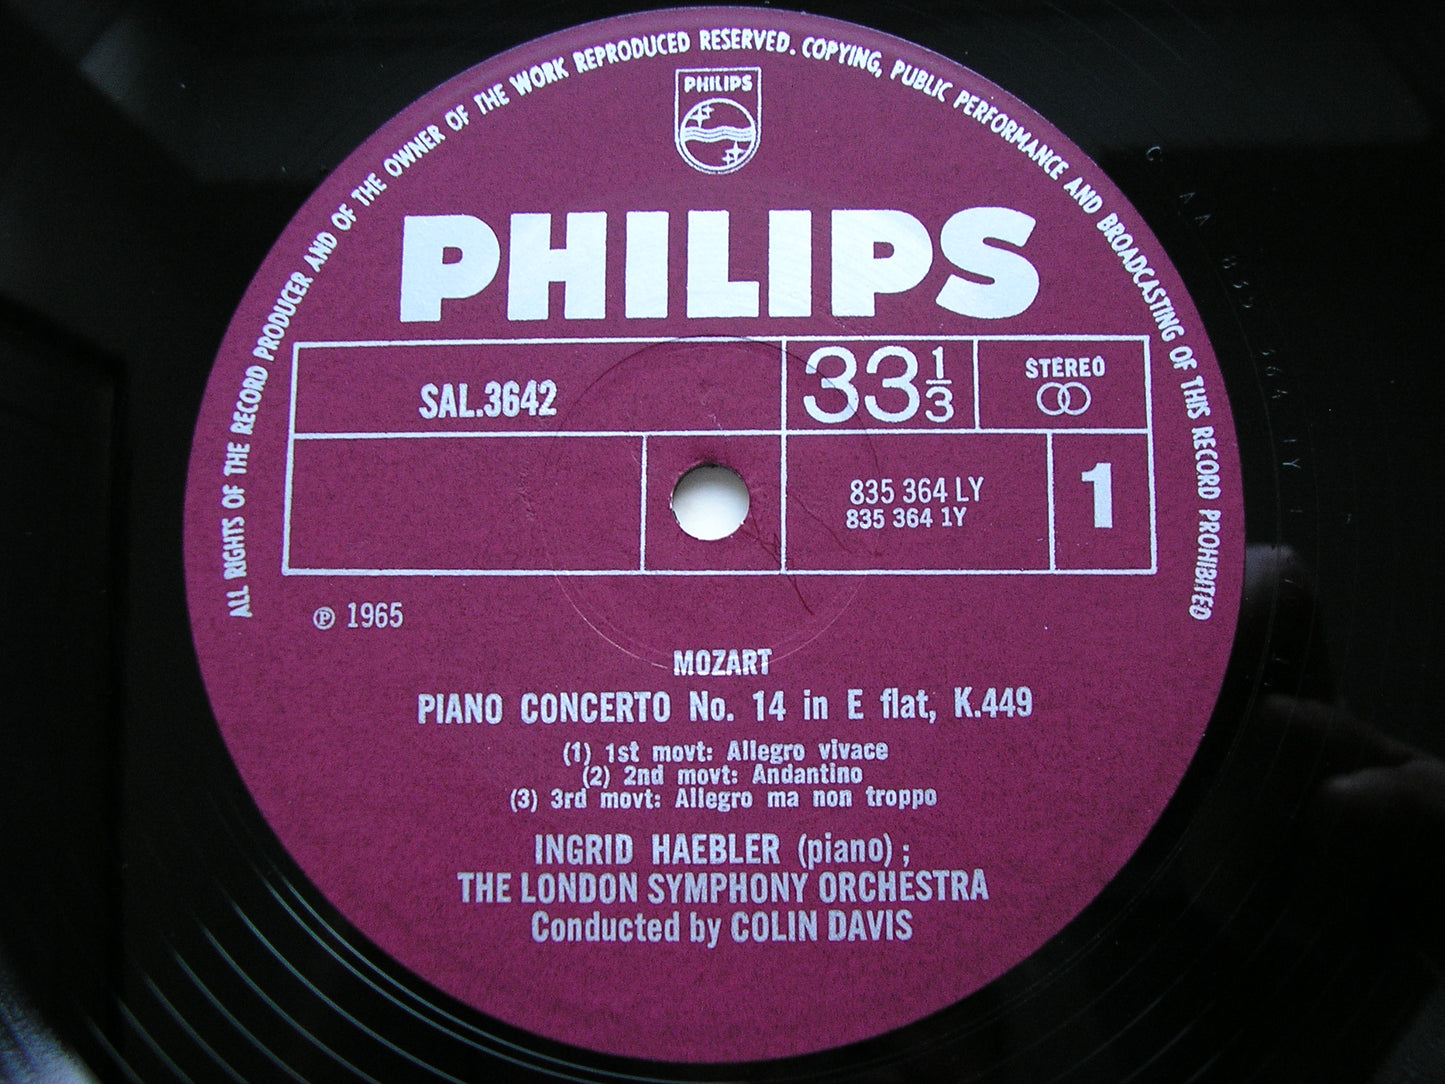 ALL RIGHTS OF THE RECORD PRODUCER AND OF THE OWNER OF THE WORK REPRODUCED RESERVED. COPYING, PUBLIC PERFORMANCE AND BROADCASTING OF THIS RECORD PROHIBITED
PHILIPS
PHILIPS
SAL.3642
33 1/3
STEREO
835 364 LY
835 364 1Y
1
℗ 1965
MOZART
PIANO CONCERTO No. 14 in E flat, K.449
(1) 1st movt: Allegro vivace
(2) 2nd movt: Andantino
(3) 3rd movt: Allegro ma non troppo
INGRID HAEBLER (piano) ;
THE LONDON SYMPHONY ORCHESTRA
Conducted by COLIN DAVIS